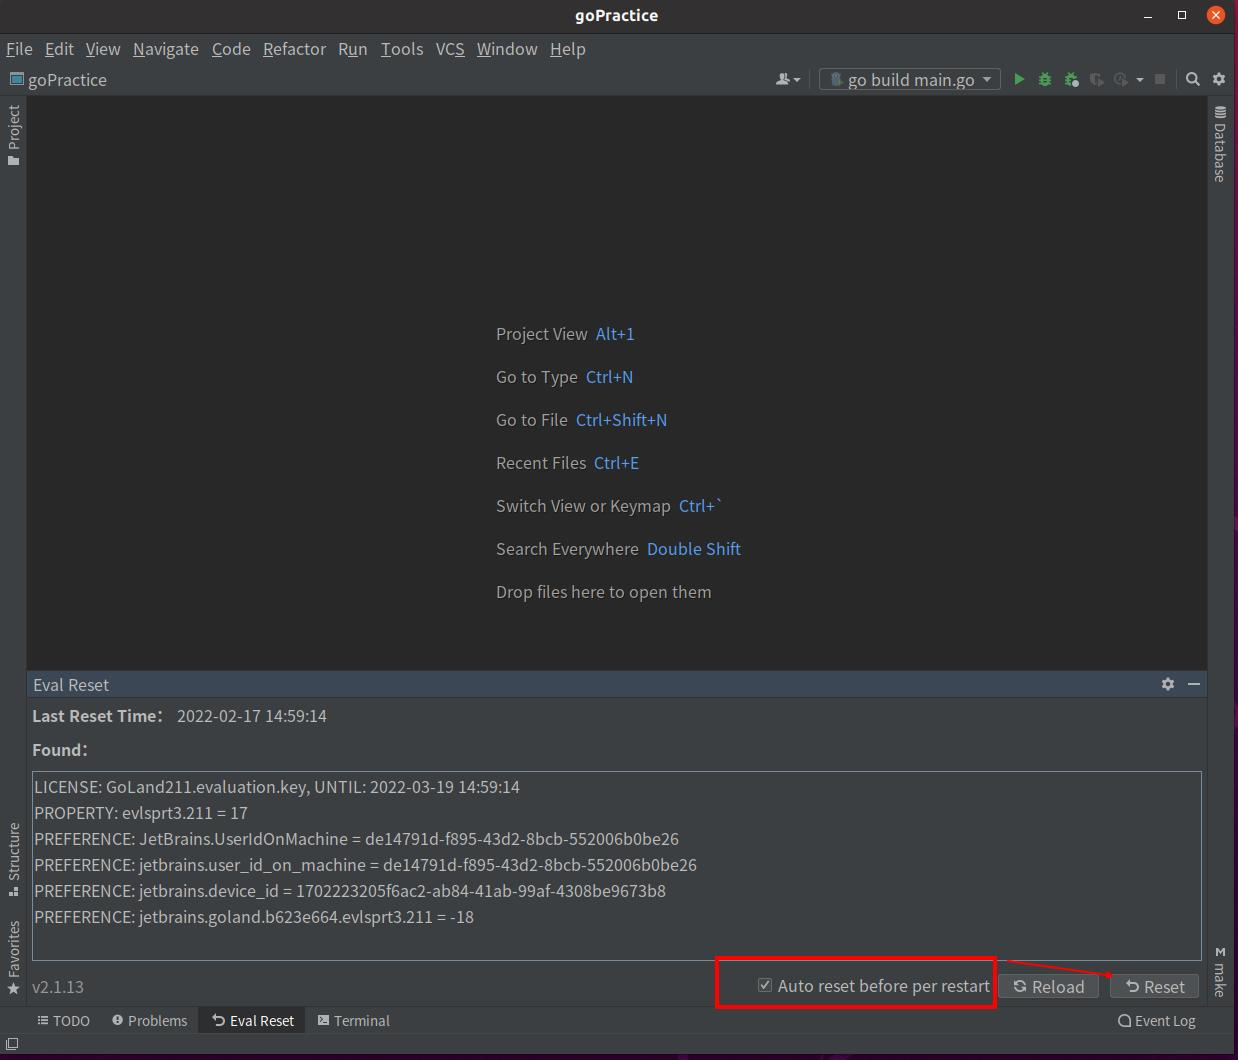 goPractice
File Edit View Navigate Code Refactor Run Tools VCS Window Help
goPractice
go build main.go
Project
Database
Project View Alt+1
Go to Type Ctrl+N
Go to File Ctrl+Shift+N
Recent Files Ctrl+E
Switch View or Keymap Ctrl+`
Search Everywhere Double Shift
Drop files here to open them
Eval Reset
Last Reset Time： 2022-02-17 14:59:14
Found：
LICENSE: GoLand211.evaluation.key, UNTIL: 2022-03-19 14:59:14
PROPERTY: evlsprt3.211 = 17
PREFERENCE: JetBrains.UserIdOnMachine = de14791d-f895-43d2-8bcb-552006b0be26
PREFERENCE: jetbrains.user_id_on_machine = de14791d-f895-43d2-8bcb-552006b0be26
PREFERENCE: jetbrains.device_id = 1702223205f6ac2-ab84-41ab-99af-4308be9673b8
PREFERENCE: jetbrains.goland.b623e664.evlsprt3.211 = -18
Structure
Favorites
M make
v2.1.13
Auto reset before per restart
Reload
Reset
TODO
Problems
Eval Reset
Terminal
Event Log